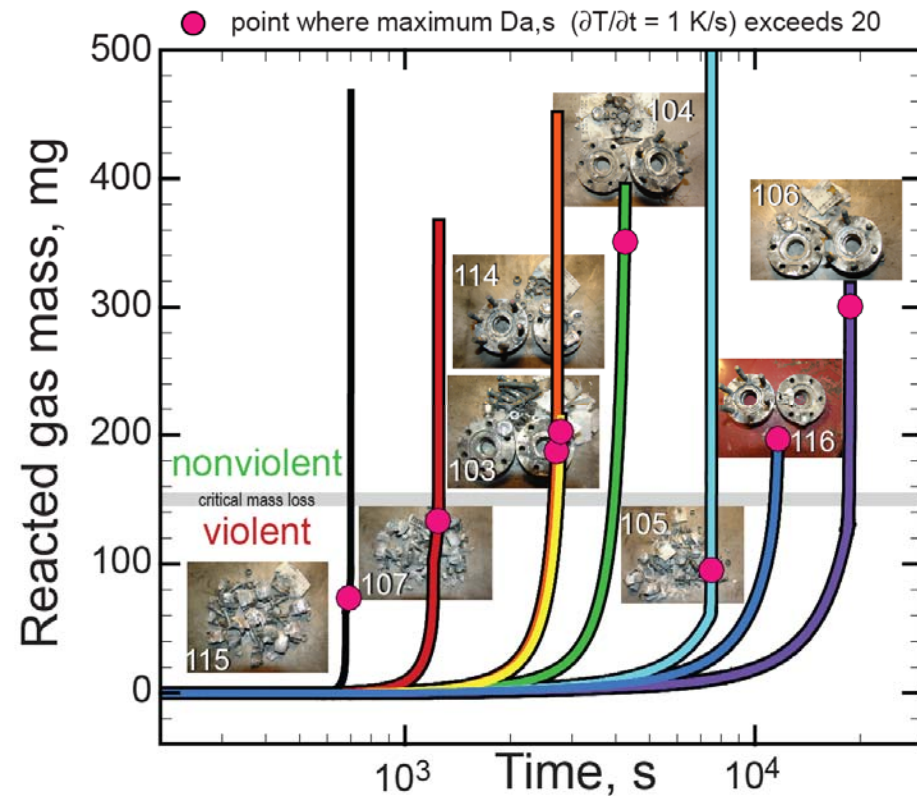 point where maximum Da,s (∂T/∂t = 1 K/s) exceeds 20
500
400
300
200
100
0
Reacted gas mass, mg
104
106
114
103
116
nonviolent
critical mass loss
violent
105
107
115
10³
Time, s
10⁴